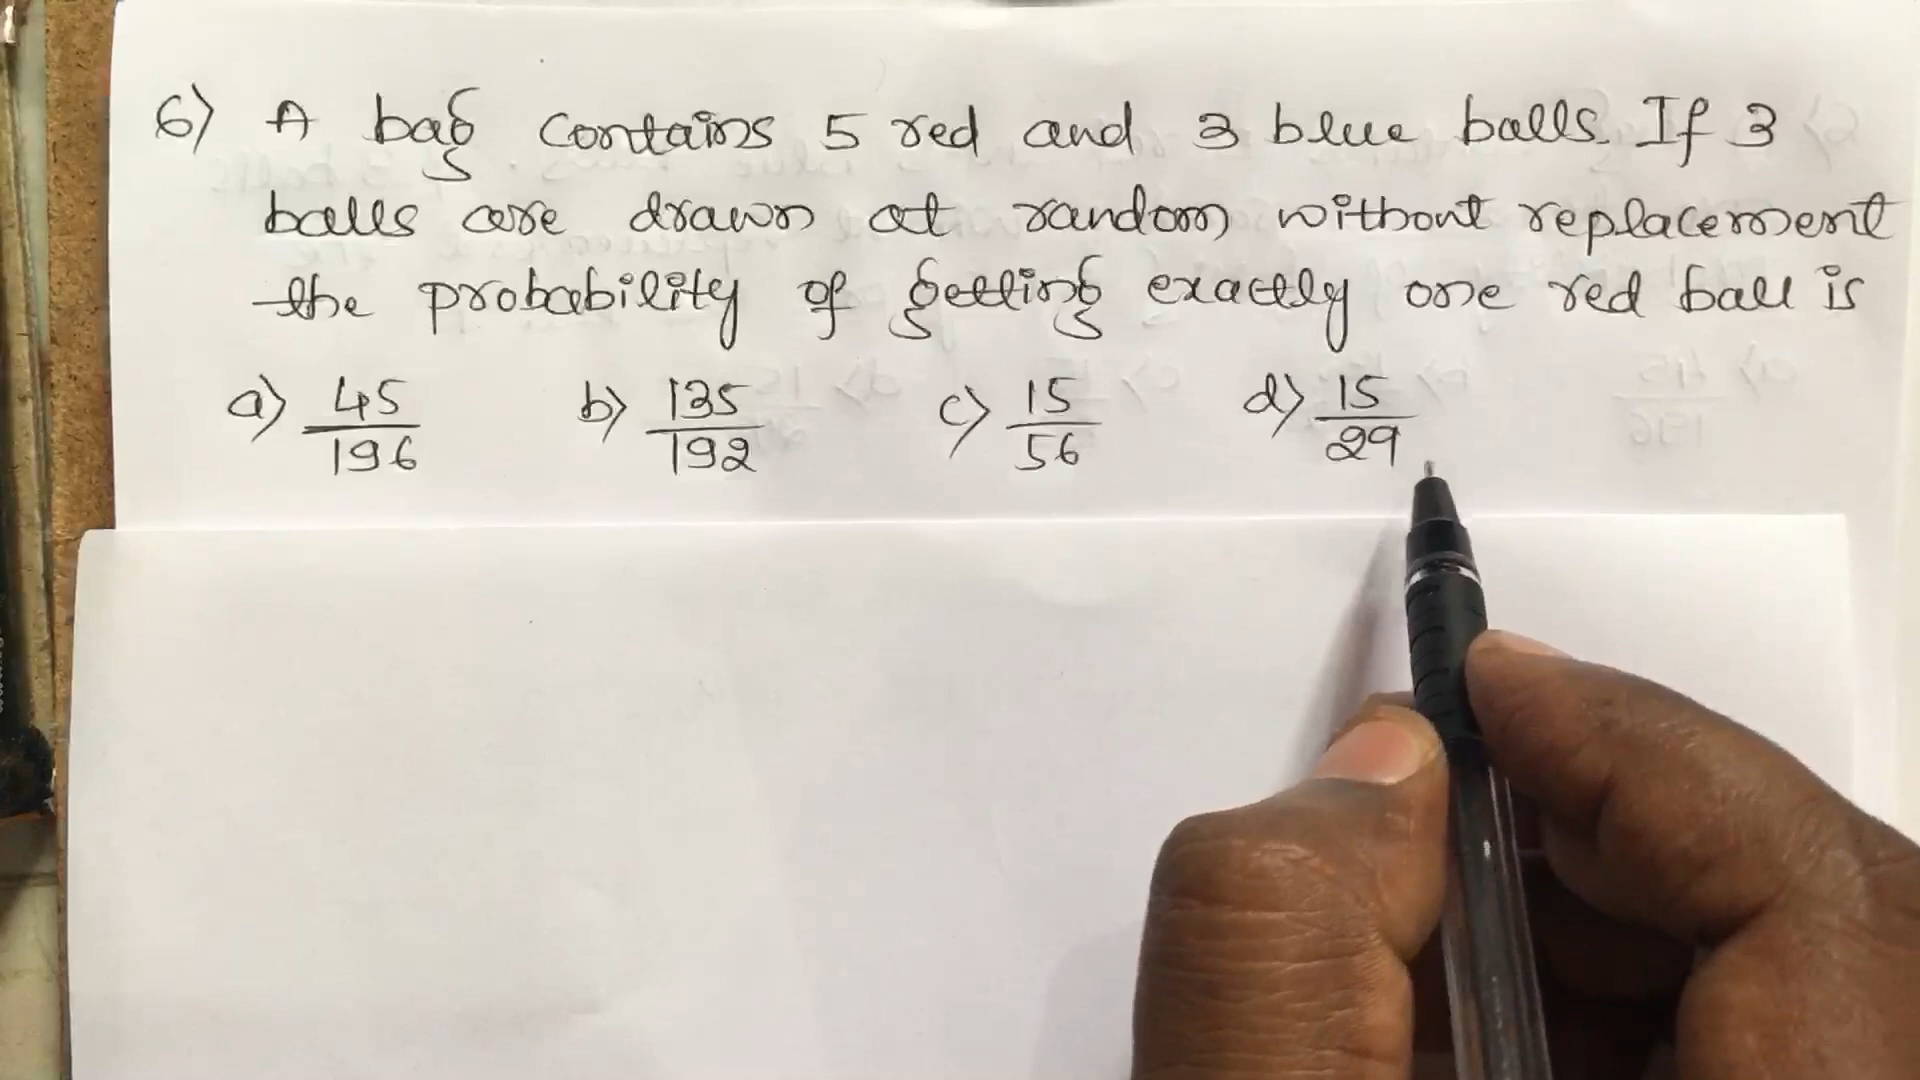 6) A bag contains 5 red and 3 blue balls. If 3
balls are drawn at random without replacement
the probability of getting exactly one red ball is
a) 45/196 b) 135/192 c) 15/56 d) 15/29